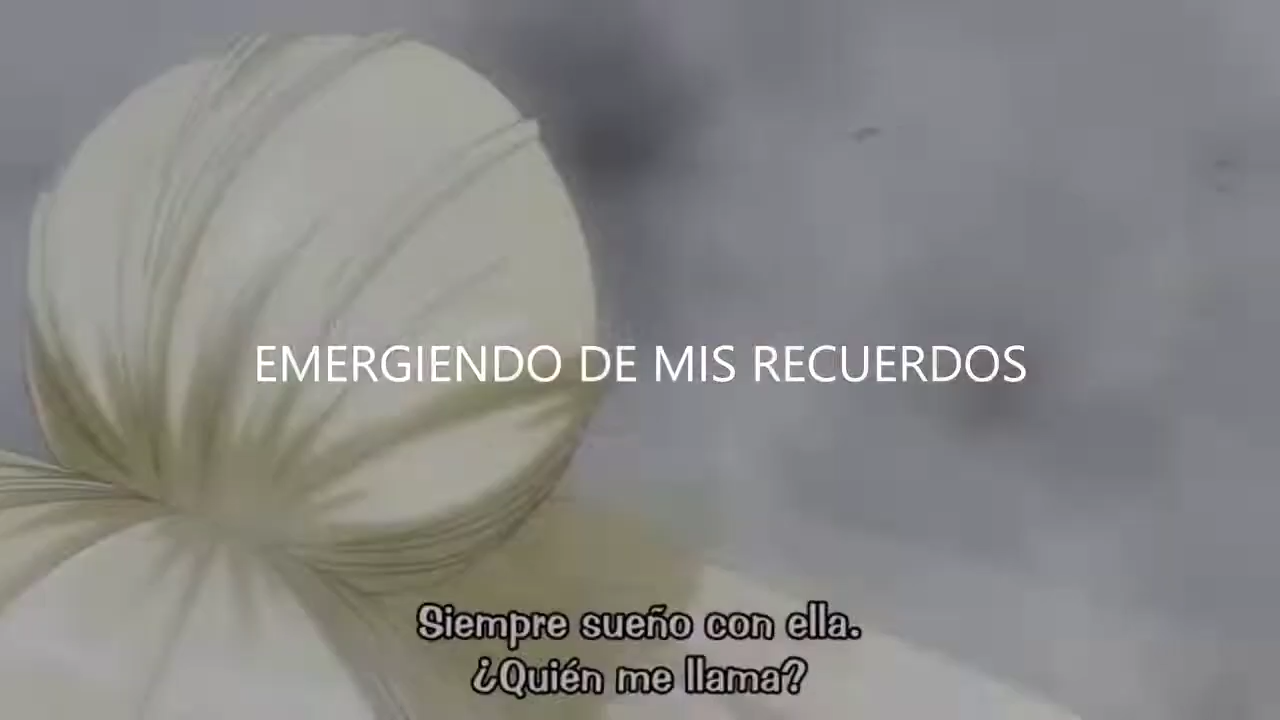 EMERGIENDO DE MIS RECUERDOS
Siempre sueño con ella.
¿Quién me llama?